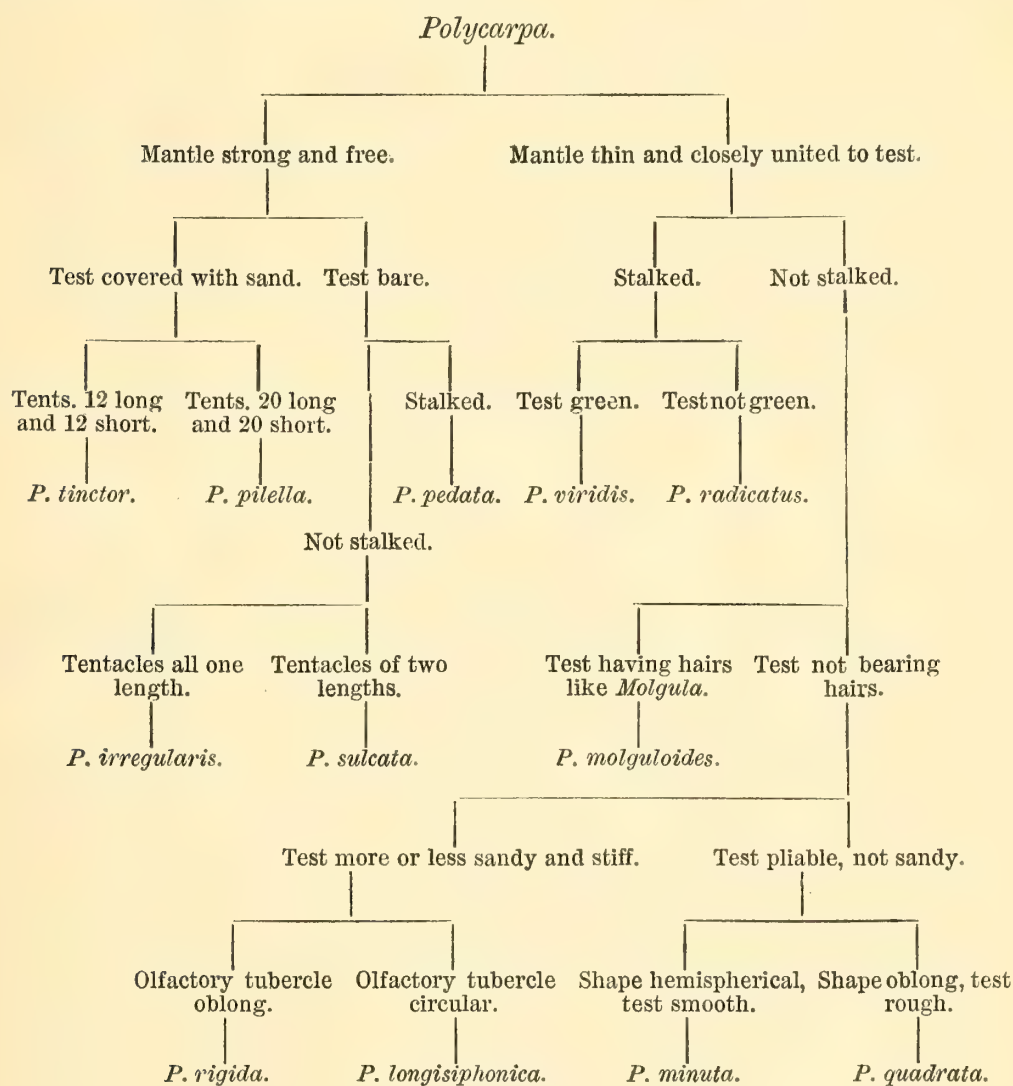 Polycarpa.
Mantle strong and free. Mantle thin and closely united to test.
Test covered with sand. Test bare. Stalked. Not stalked.
Tents. 12 long Tents. 20 long Stalked. Test green. Test not green.
and 12 short. and 20 short.
P. tinctor. P. pilella. P. pedata. P. viridis. P. radicatus.
Not stalked.
Tentacles all one Tentacles of two Test having hairs Test not bearing
length. lengths. like Molgula. hairs.
P. irregularis. P. sulcata. P. molguloides.
Test more or less sandy and stiff. Test pliable, not sandy.
Olfactory tubercle Olfactory tubercle Shape hemispherical, Shape oblong, test
oblong. circular. test smooth. rough.
P. rigida. P. longisiphonica. P. minuta. P. quadrata.